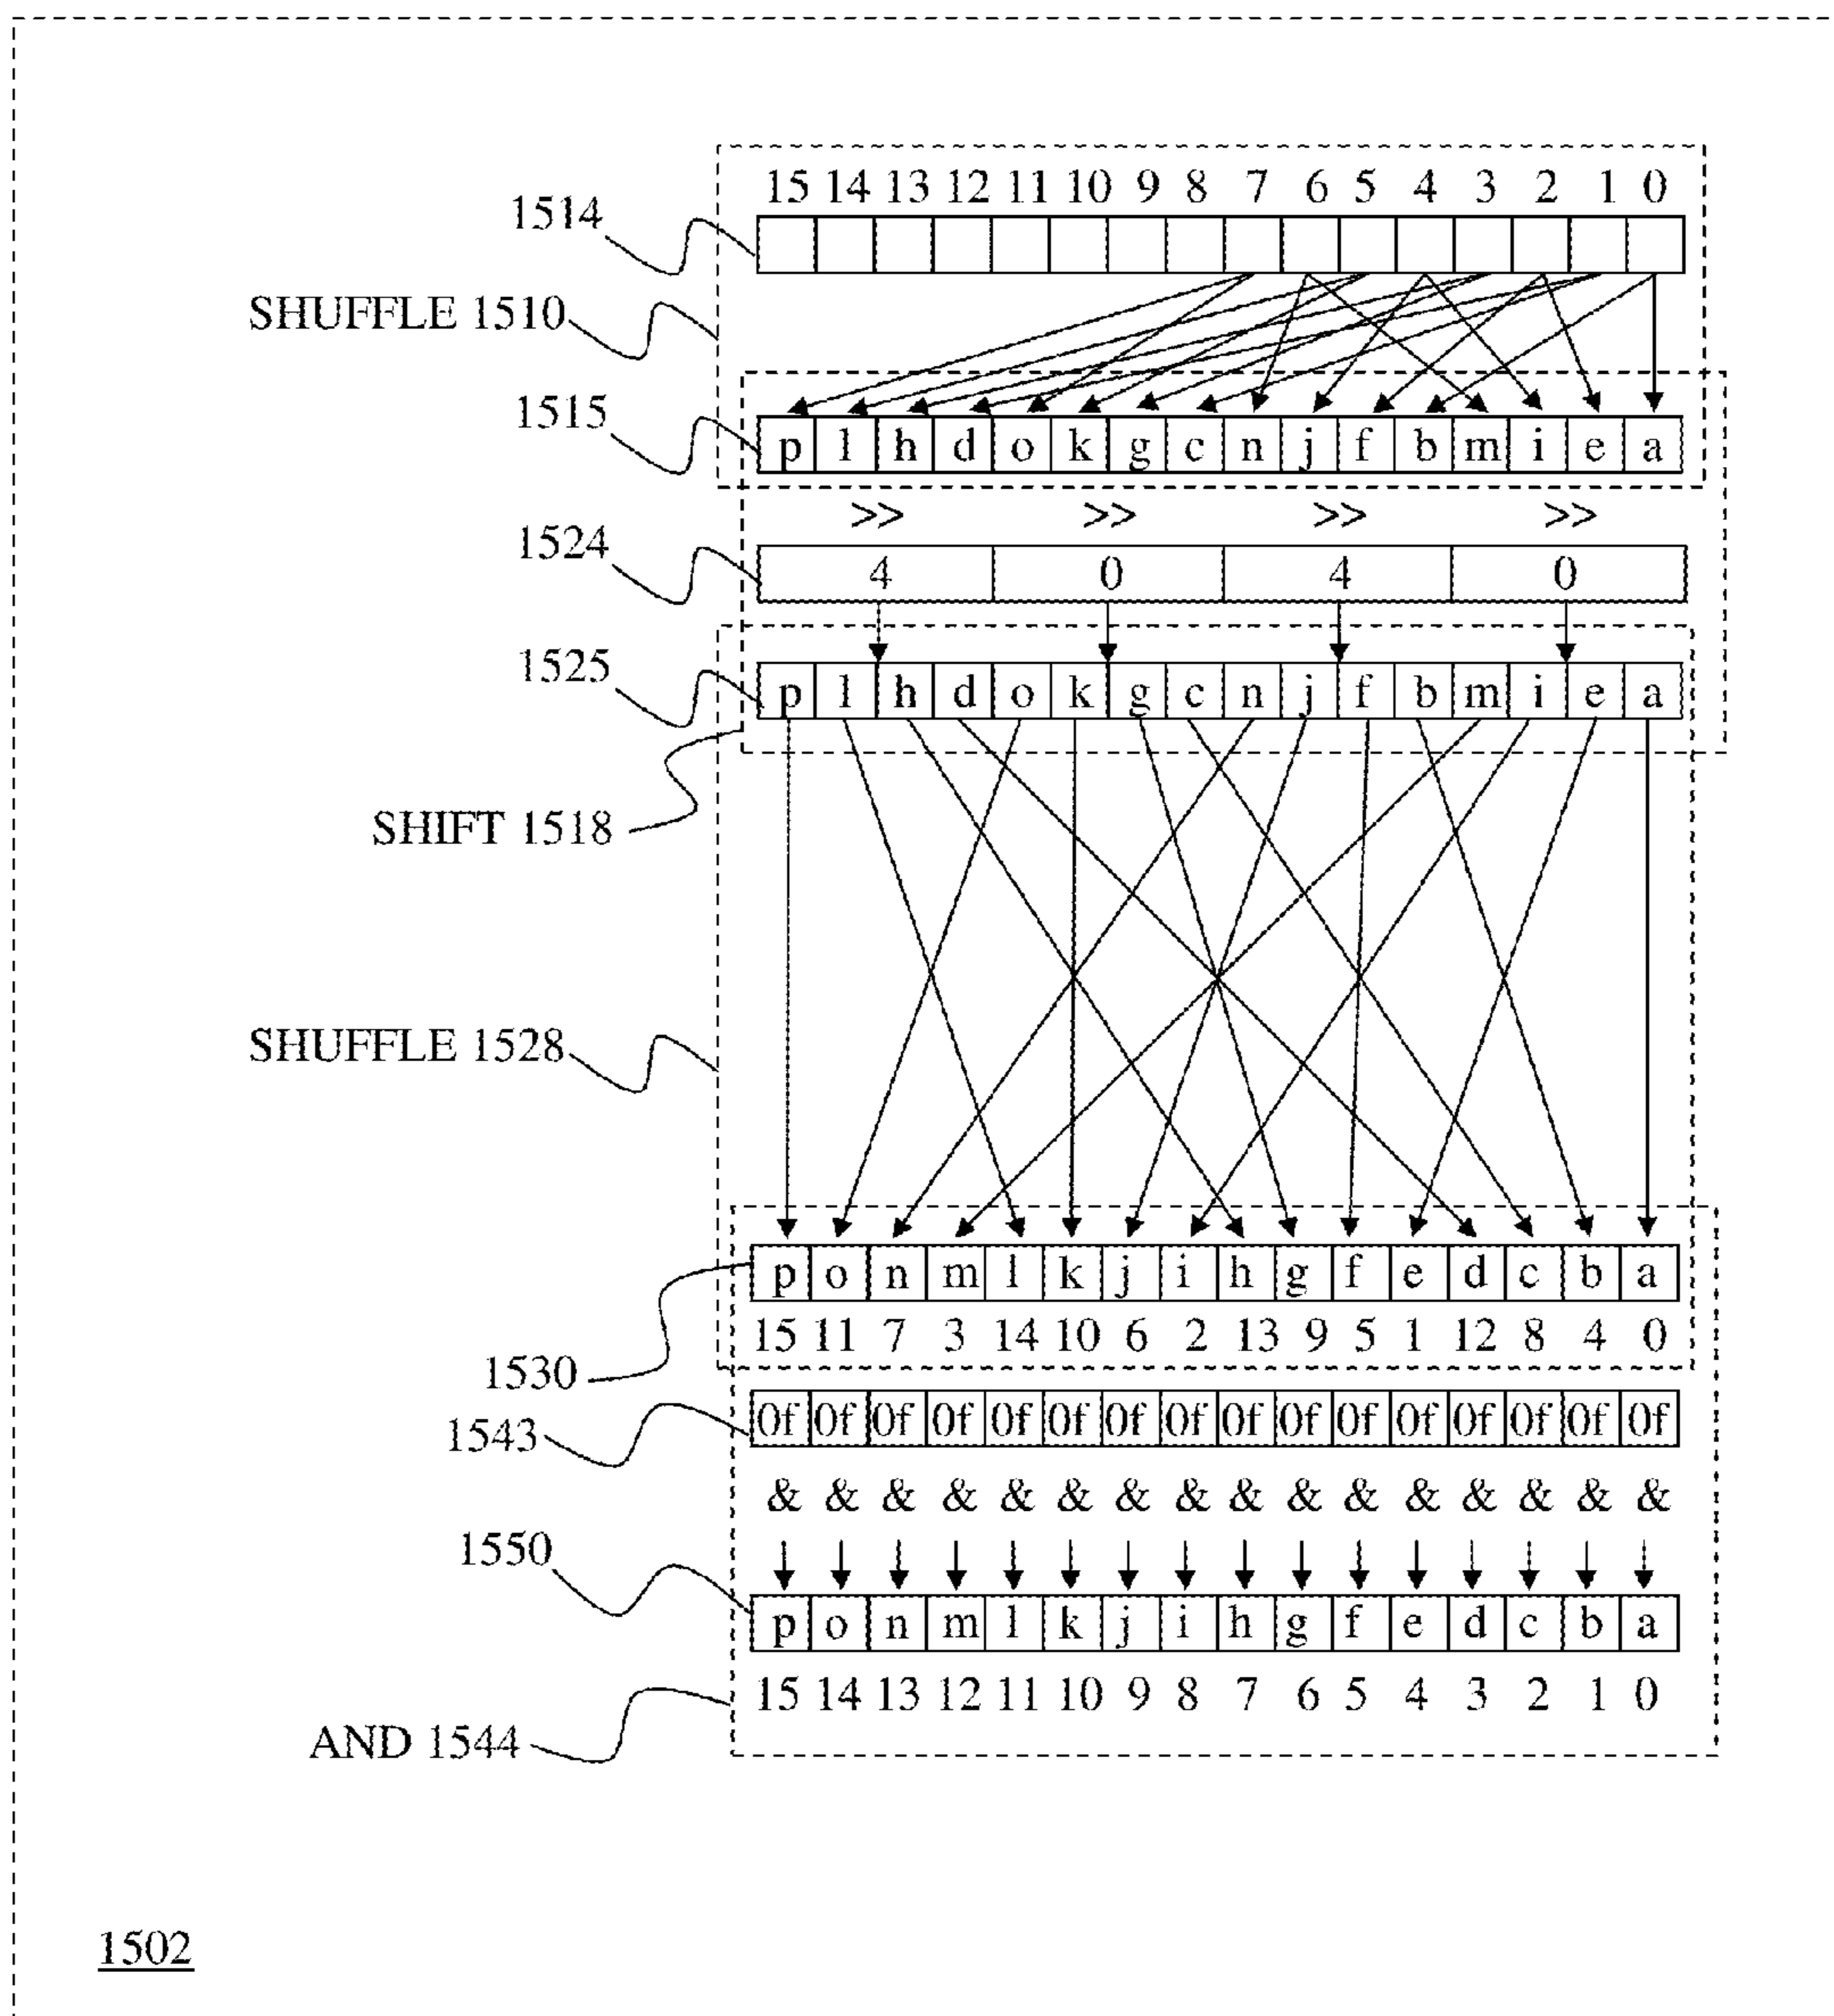 15 14 13 12 11 10 9 8 7 6 5 4 3 2 1 0
1514
SHUFFLE 1510
1515
p l h d o k g c n j f b m i e a
>> >> >> >>
1524
4 0 4 0
1525
p l h d o k g c n j f b m i e a
SHIFT 1518
SHUFFLE 1528
p o n m l k j i h g f e d c b a
15 11 7 3 14 10 6 2 13 9 5 1 12 8 4 0
1530
0f 0f 0f 0f 0f 0f 0f 0f 0f 0f 0f 0f 0f 0f 0f 0f
1543
& & & & & & & & & & & & & & & &
1550
p o n m l k j i h g f e d c b a
15 14 13 12 11 10 9 8 7 6 5 4 3 2 1 0
AND 1544
1502